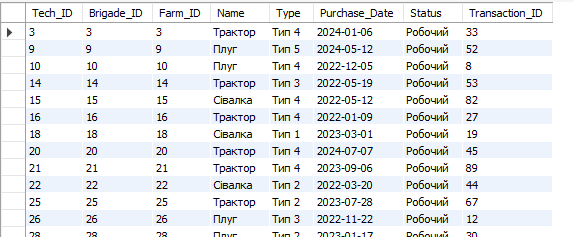 Tech_ID Brigade_ID Farm_ID Name Type Purchase_Date Status Transaction_ID
3 3 3 Трактор Тип 4 2024-01-06 Робочий 33
9 9 9 Плуг Тип 5 2024-05-12 Робочий 52
10 10 10 Плуг Тип 4 2022-12-05 Робочий 8
14 14 14 Трактор Тип 3 2022-05-19 Робочий 53
15 15 15 Сівалка Тип 4 2022-05-12 Робочий 82
16 16 16 Трактор Тип 4 2022-01-09 Робочий 27
18 18 18 Сівалка Тип 1 2023-03-01 Робочий 19
20 20 20 Трактор Тип 4 2024-07-07 Робочий 45
21 21 21 Трактор Тип 4 2023-09-06 Робочий 89
22 22 22 Сівалка Тип 2 2022-03-20 Робочий 44
25 25 25 Трактор Тип 2 2023-07-28 Робочий 67
26 26 26 Плуг Тип 3 2022-11-22 Робочий 12
28 28 28 Плуг Тип 2 2023-01-17 Робочий 30